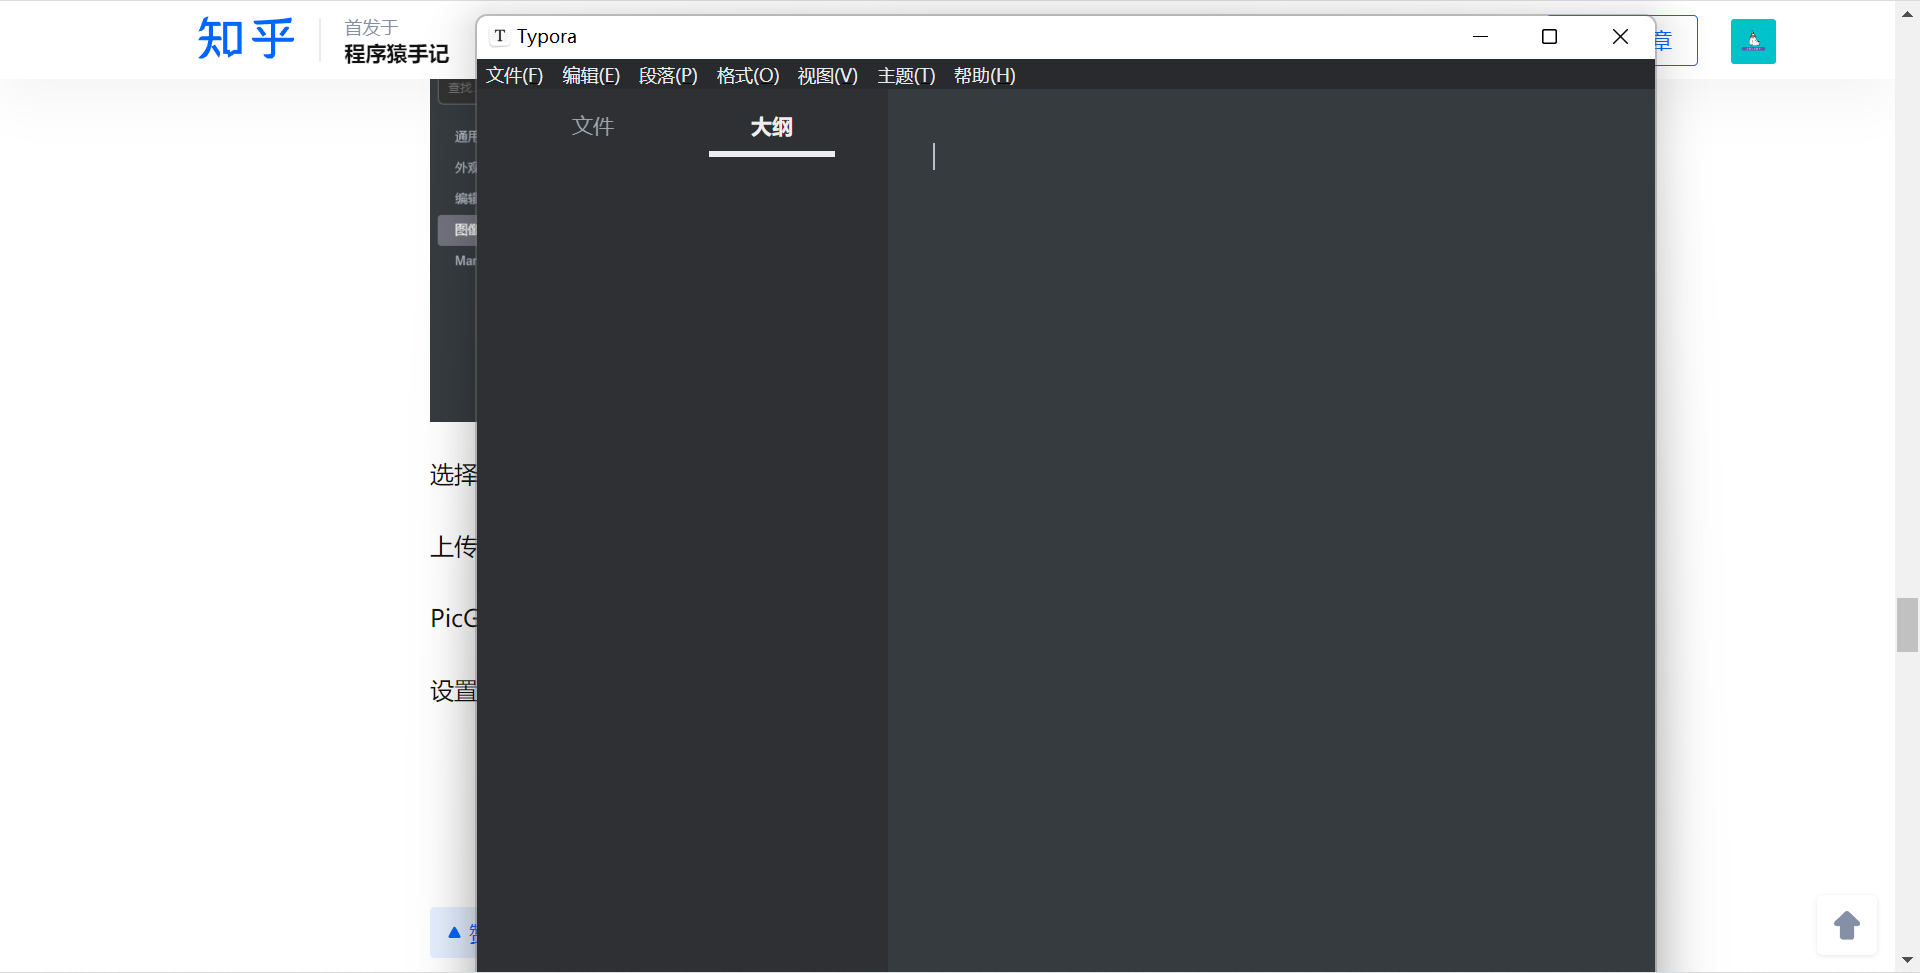 知乎
首发于
程序猿手记
T Typora
章
文件(F) 编辑(E) 段落(P) 格式(O) 视图(V) 主题(T) 帮助(H)
文件 大纲
查找
通用
外观
编辑
图像
Mar
选择
上传
PicG
设置
赞